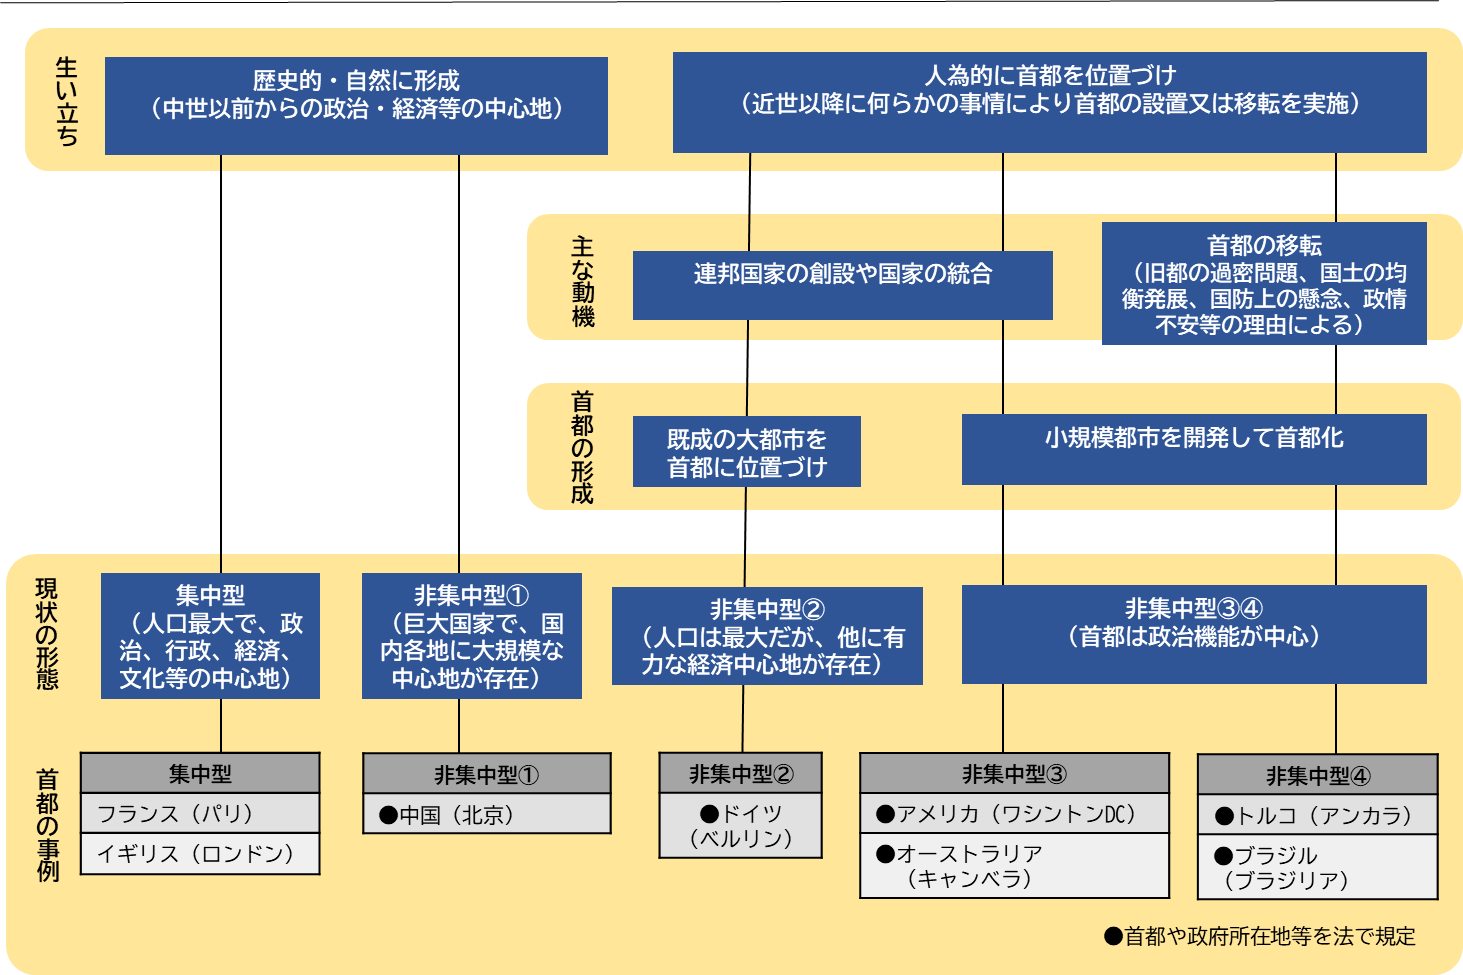 生い立ち
歴史的・自然に形成
（中世以前からの政治・経済等の中心地）
人為的に首都を位置づけ
（近世以降に何らかの事情により首都の設置又は移転を実施）
主な動機
連邦国家の創設や国家の統合
首都の移転
（旧都の過密問題、国土の均
衡発展、国防上の懸念、政情
不安等の理由による）
首都の形成
既成の大都市を
首都に位置づけ
小規模都市を開発して首都化
現状の形態
集中型
（人口最大で、政
治、行政、経済、
文化等の中心地）
非集中型①
（巨大国家で、国
内各地に大規模な
中心地が存在）
非集中型②
（人口は最大だが、他に有
力な経済中心地が存在）
非集中型③④
（首都は政治機能が中心）
首都の事例
集中型
フランス（パリ）
イギリス（ロンドン）
非集中型①
●中国（北京）
非集中型②
●ドイツ
（ベルリン）
非集中型③
●アメリカ（ワシントンDC）
●オーストラリア
（キャンベラ）
非集中型④
●トルコ（アンカラ）
●ブラジル
（ブラジリア）
●首都や政府所在地等を法で規定